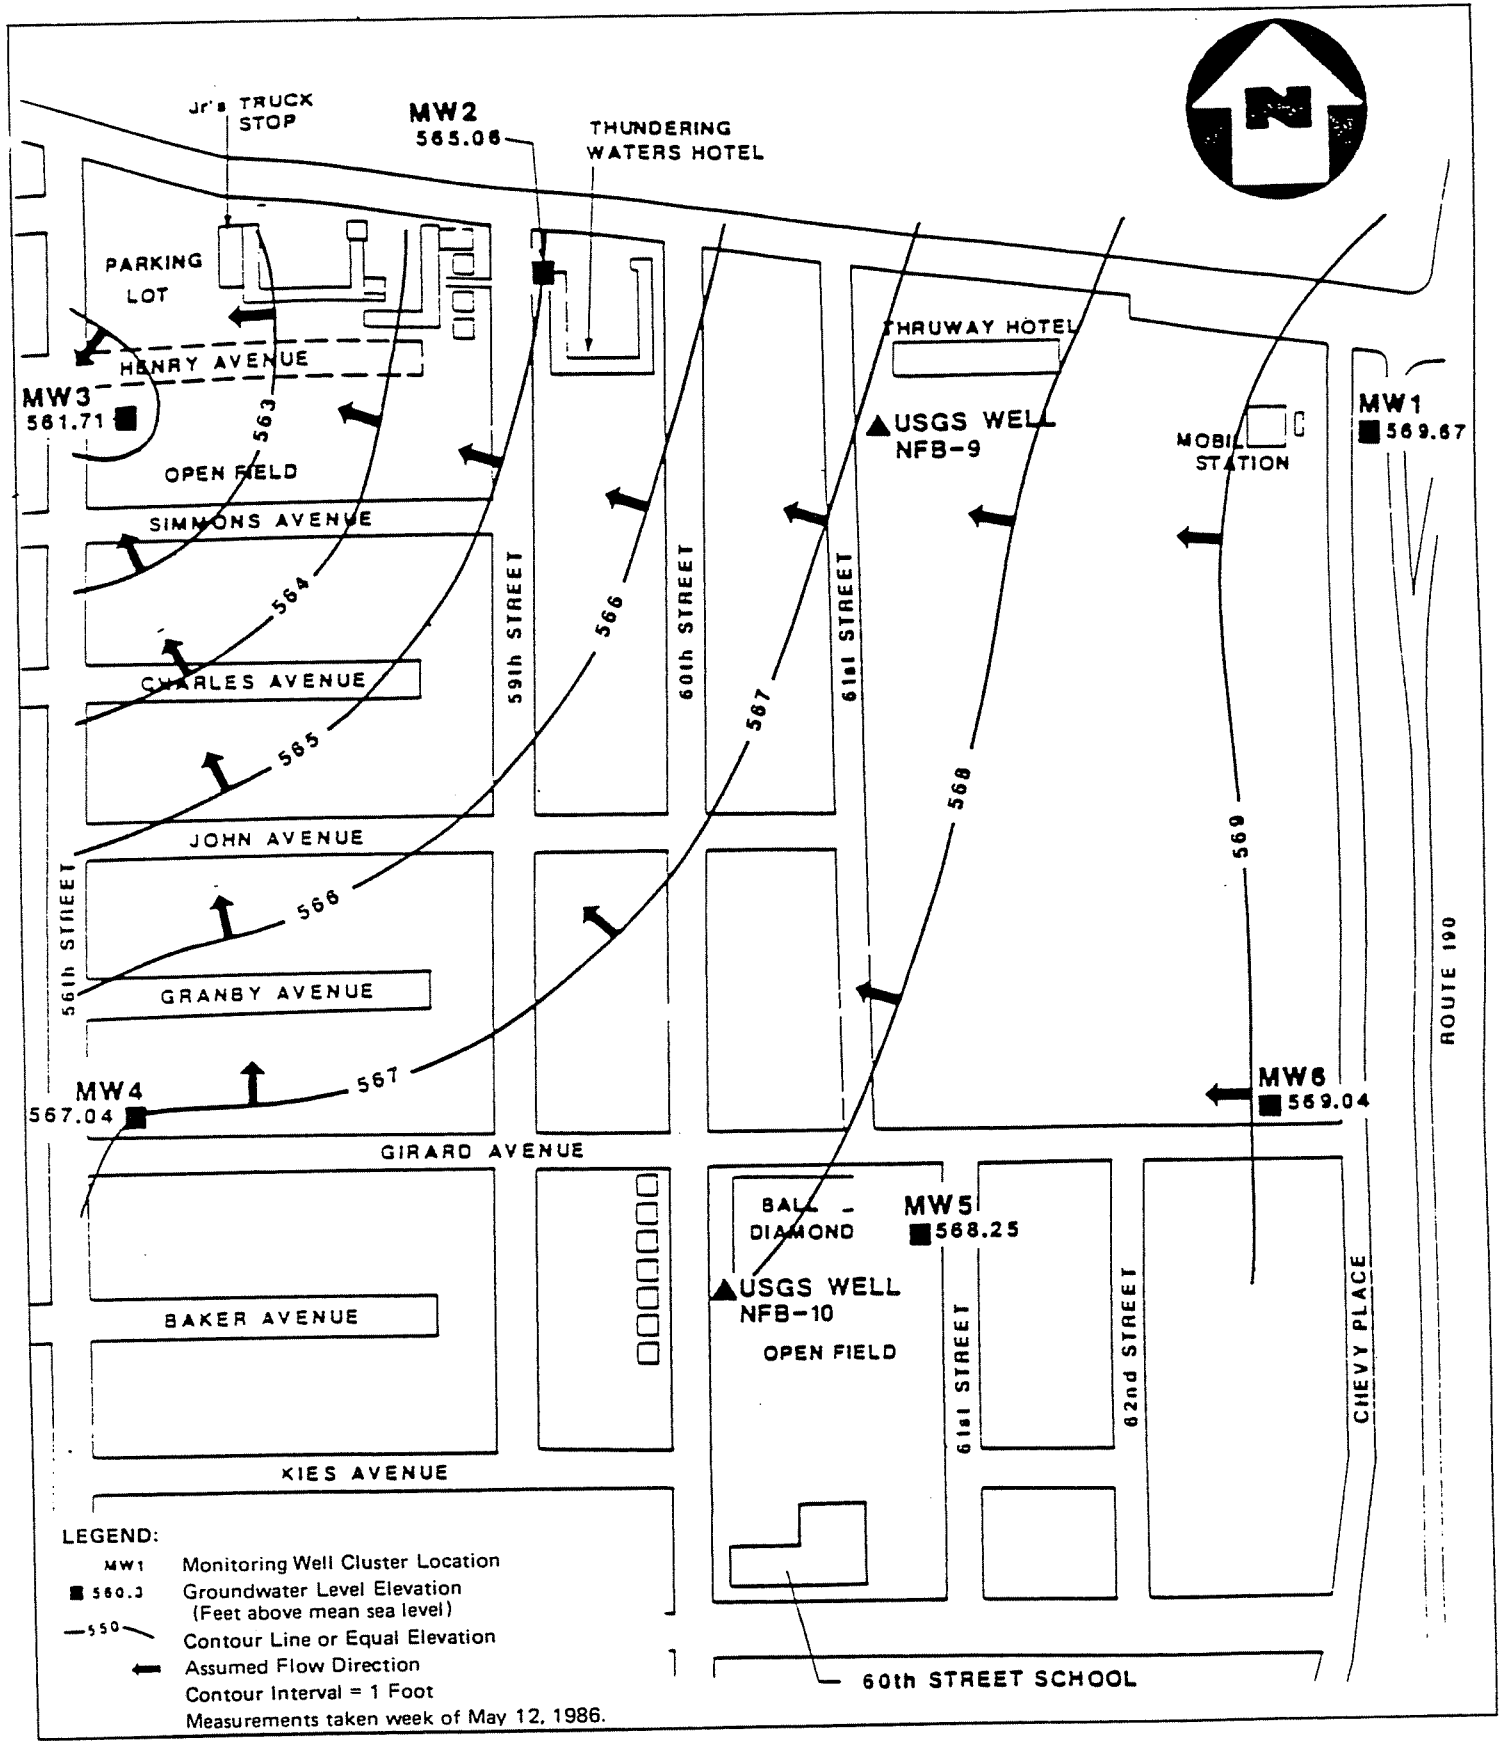 N
Jr's TRUCK
STOP
MW2
565.06
THUNDERING
WATERS HOTEL
PARKING
LOT
HENRY AVENUE
THRUWAY HOTEL
MW3
561.71
563
USGS WELL
NFB-9
MW1
569.67
MOBIL
STATION
OPEN FIELD
SIMMONS AVENUE
564
566
59th STREET
60th STREET
61st STREET
CHARLES AVENUE
565
567
568
569
JOHN AVENUE
56th STREET
566
GRANBY AVENUE
ROUTE 190
567
MW4
567.04
MW6
569.04
GIRARD AVENUE
BALL
DIAMOND
MW5
568.25
USGS WELL
NFB-10
BAKER AVENUE
OPEN FIELD
61st STREET
62nd STREET
CHEVY PLACE
KIES AVENUE
LEGEND:
MW1 Monitoring Well Cluster Location
560.3 Groundwater Level Elevation
(Feet above mean sea level)
550 Contour Line or Equal Elevation
Assumed Flow Direction
Contour Interval = 1 Foot
Measurements taken week of May 12, 1986.
60th STREET SCHOOL